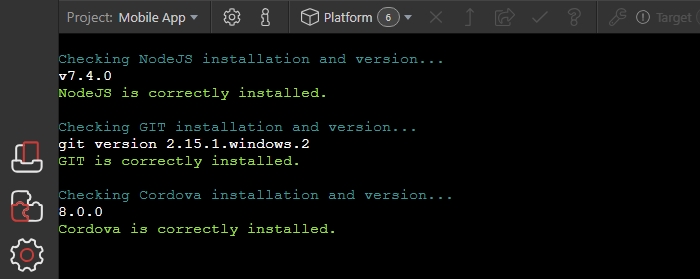 Project: Mobile App Platform 6 Target
Checking NodeJS installation and version...
v7.4.0
NodeJS is correctly installed.
Checking GIT installation and version...
git version 2.15.1.windows.2
GIT is correctly installed.
Checking Cordova installation and version...
8.0.0
Cordova is correctly installed.